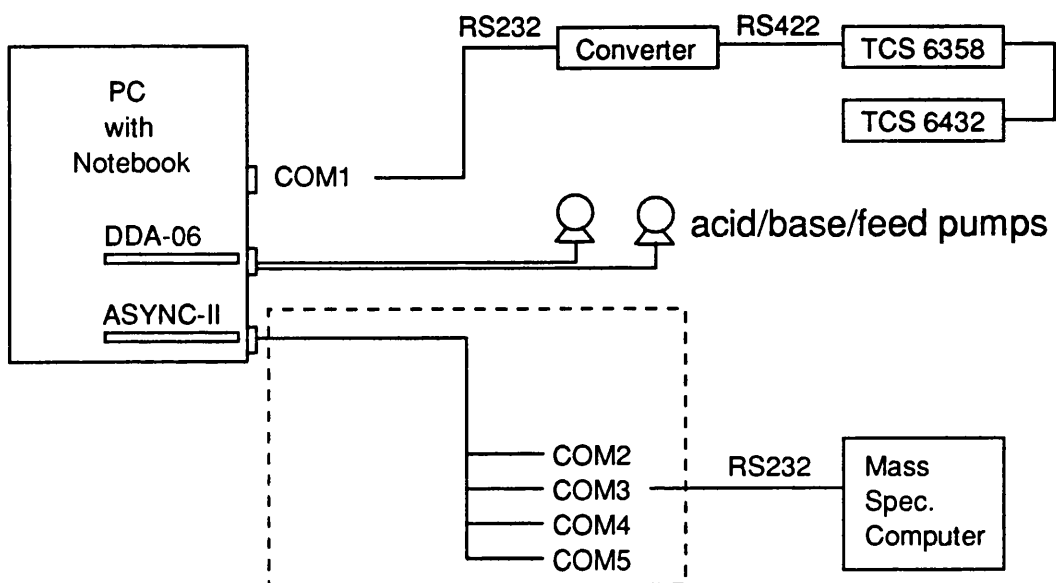 PC
with
Notebook
RS232
Converter
RS422
TCS 6358
TCS 6432
COM1
DDA-06
acid/base/feed pumps
ASYNC-II
COM2
COM3
COM4
COM5
RS232
Mass
Spec.
Computer